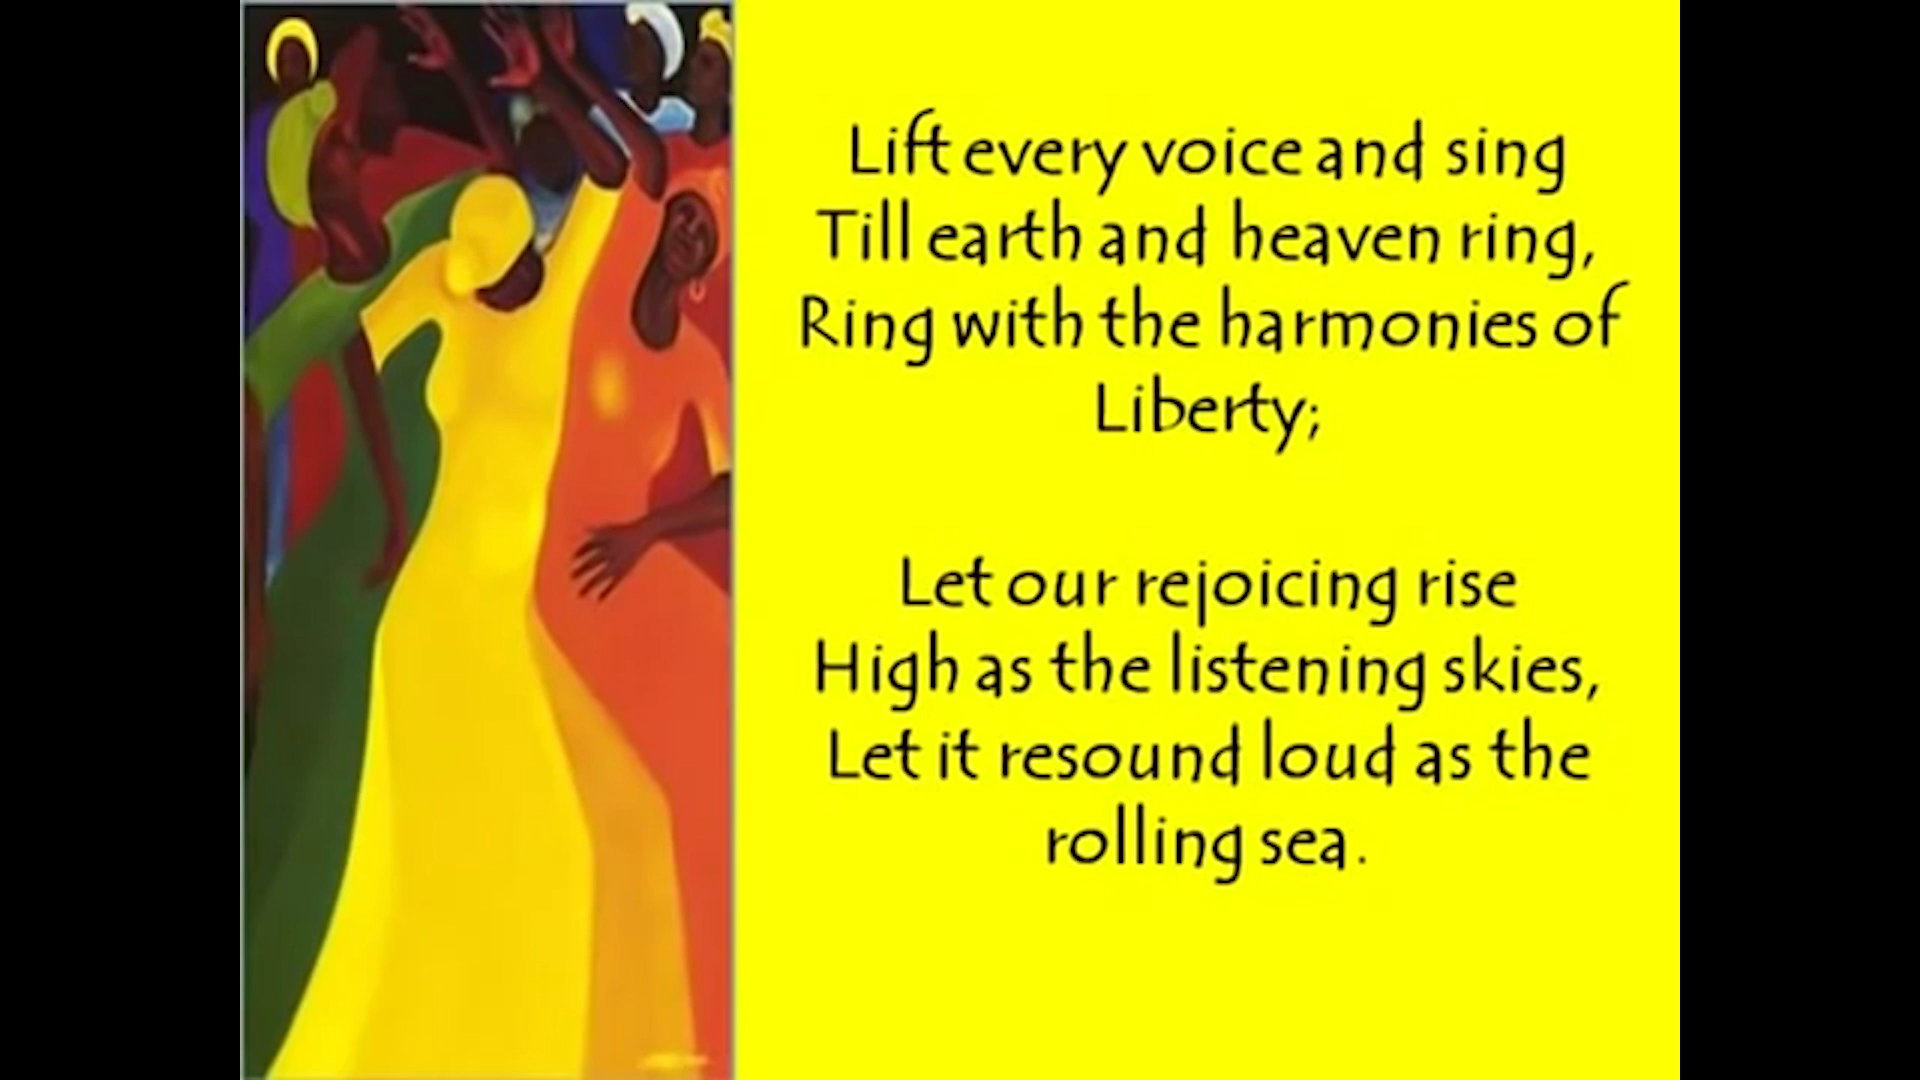 Lift every voice and sing
Till earth and heaven ring,
Ring with the harmonies of
Liberty;
Let our rejoicing rise
High as the listening skies,
Let it resound loud as the
rolling sea.